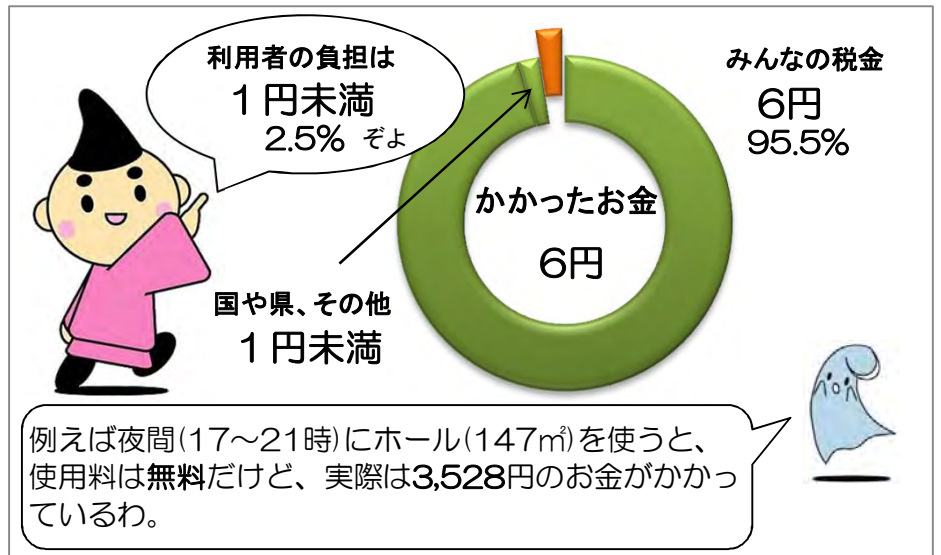 利用者の負担は
1円未満
2.5% ぞよ
みんなの税金
6円
95.5%
かかったお金
6円
国や県、その他
1円未満
例えば夜間(17～21時)にホール(147㎡)を使うと、
使用料は無料だけど、実際は3,528円のお金がかかっ
ているわ。